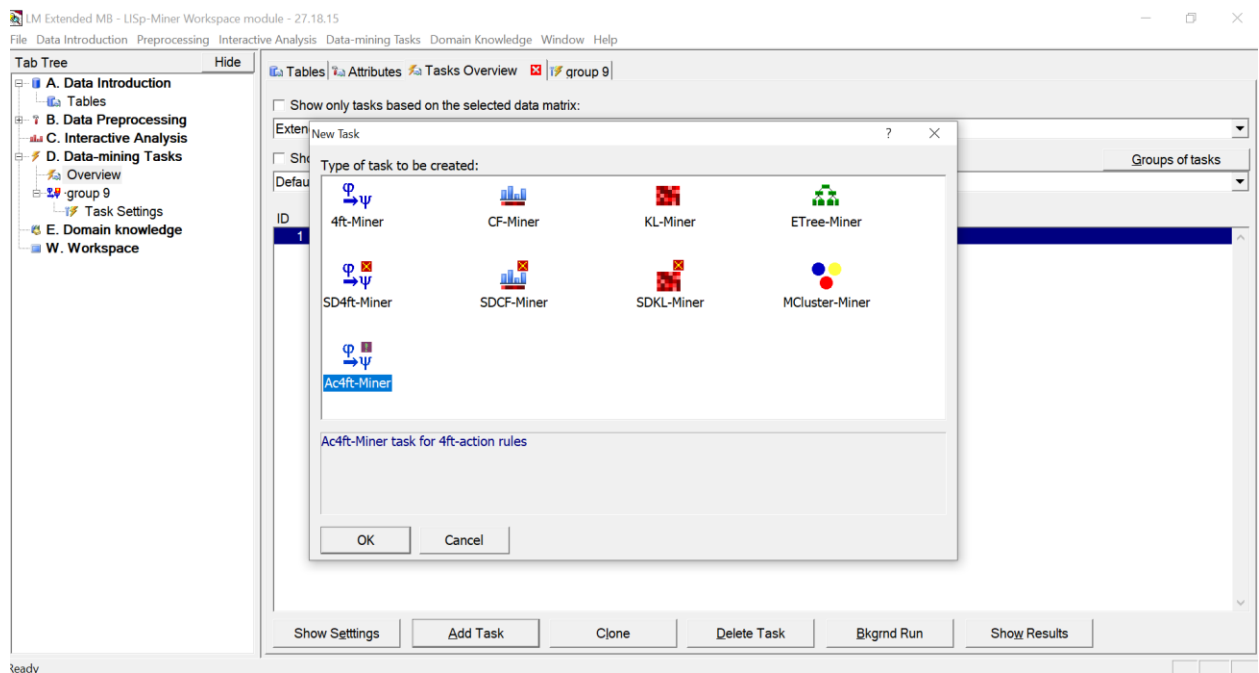 LM Extended MB - LISp-Miner Workspace module - 27.18.15
File Data Introduction Preprocessing Interactive Analysis Data-mining Tasks Domain Knowledge Window Help
Tab Tree Hide
A. Data Introduction
Tables
B. Data Preprocessing
C. Interactive Analysis
D. Data-mining Tasks
Overview
group 9
Task Settings
E. Domain knowledge
W. Workspace
Tables Attributes Tasks Overview group 9
Show only tasks based on the selected data matrix:
Exten
Sho
Groups of tasks
Defau
ID
1
New Task ?
Type of task to be created:
4ft-Miner CF-Miner KL-Miner ETree-Miner
SD4ft-Miner SDCF-Miner SDKL-Miner MCluster-Miner
Ac4ft-Miner
Ac4ft-Miner task for 4ft-action rules
OK Cancel
Show Setttings Add Task Clone Delete Task Bkgrnd Run Show Results
Ready